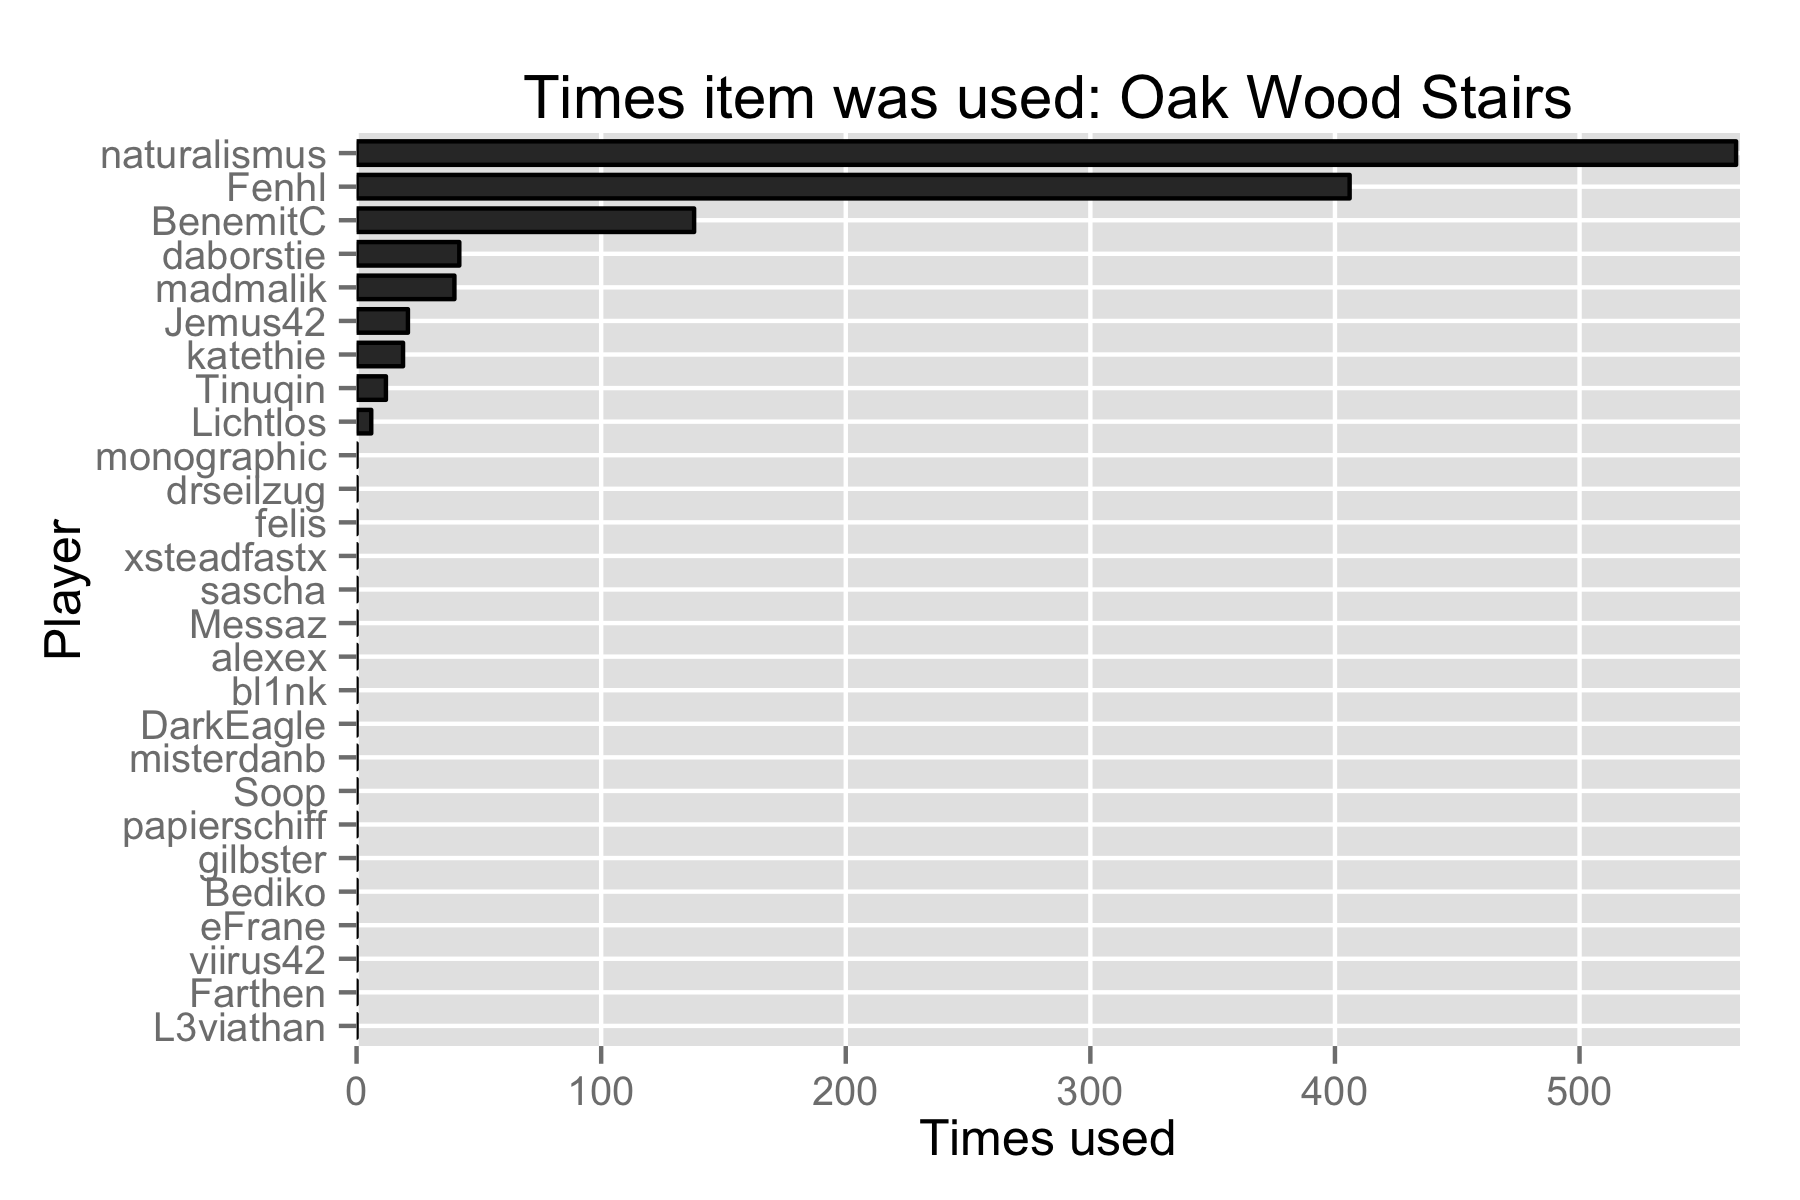 Times item was used: Oak Wood Stairs
naturalismus
Fenhl
BenemitC
daborstie
madmalik
Jemus42
katethie
Tinuqin
Lichtlos
monographic
drseilzug
felis
xsteadfastx
sascha
Messaz
alexex
bl1nk
DarkEagle
misterdanb
Soop
papierschiff
gilbster
Bediko
eFrane
viirus42
Farthen
L3viathan
Player
0 100 200 300 400 500
Times used